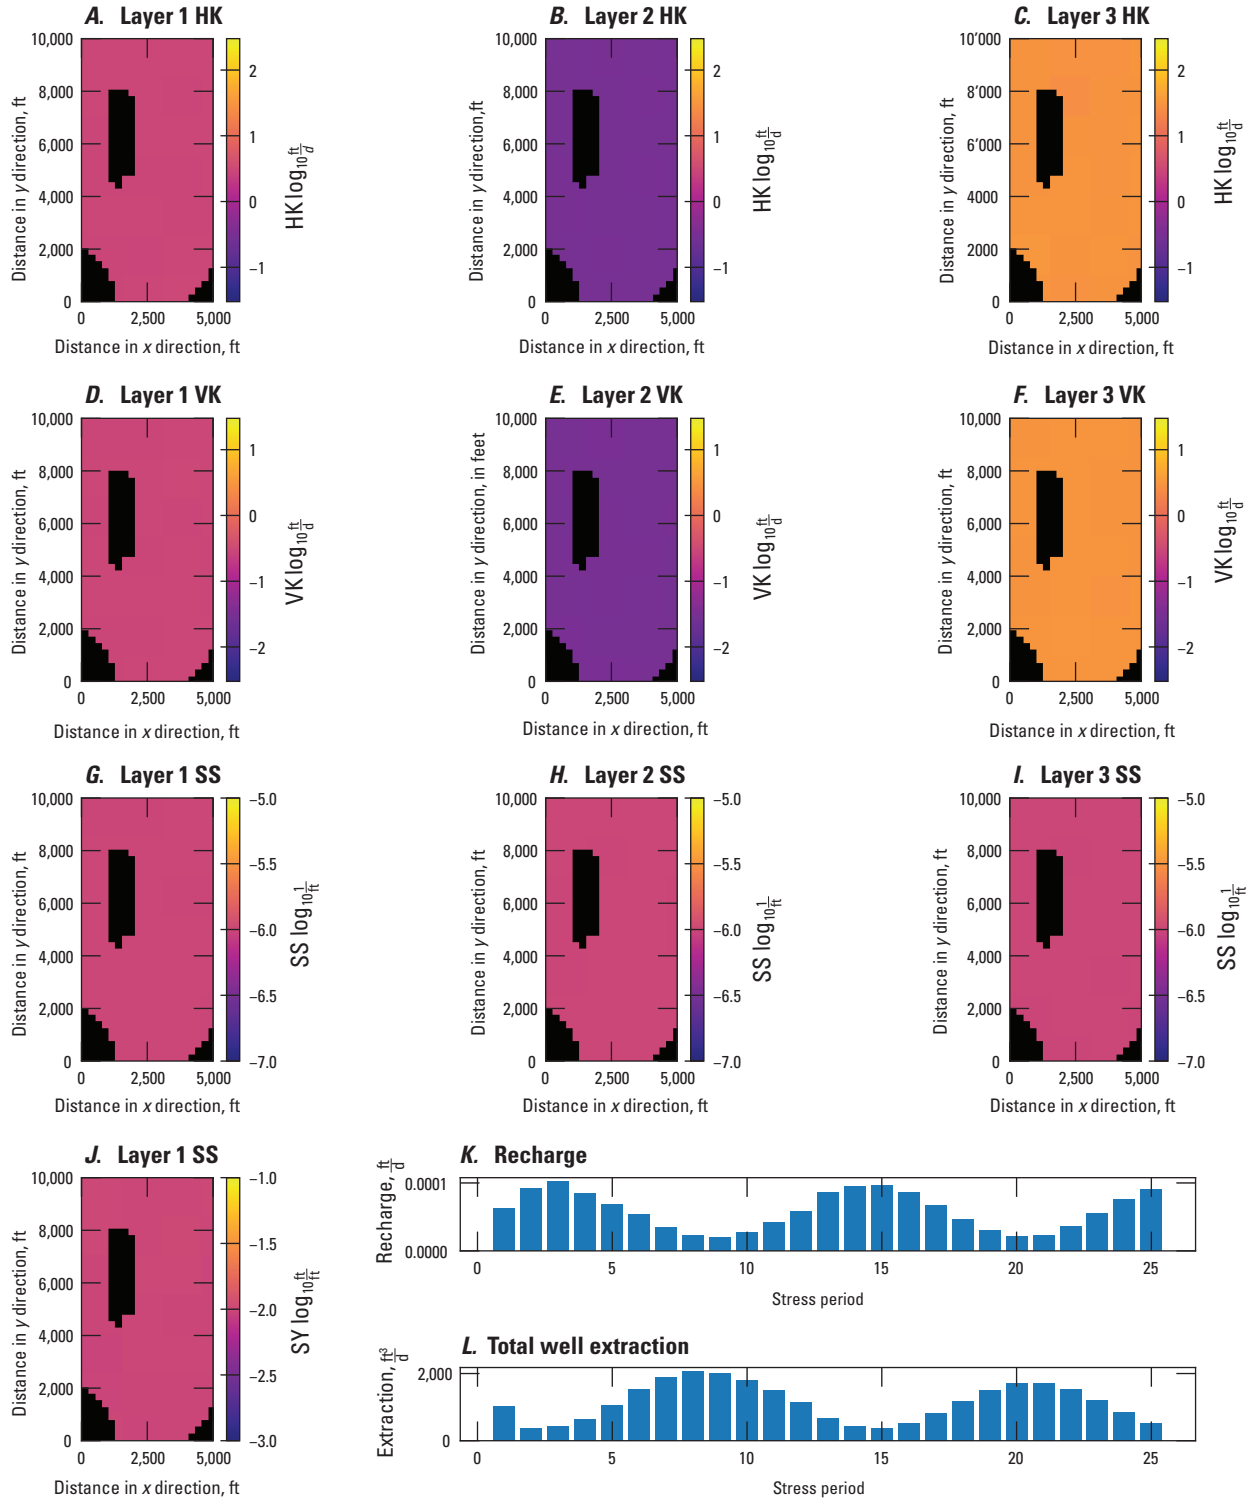 A. Layer 1 HK
10,000
8,000
6,000
4,000
2,000
0
0 2,500 5,000
Distance in x direction, ft
Distance in y direction, ft
2
1
0
−1
HK log10 ft/d
B. Layer 2 HK
10,000
8,000
6,000
4,000
2,000
0
0 2,500 5,000
Distance in x direction, ft
Distance in y direction,ft
2
1
0
−1
HK log10 ft/d
C. Layer 3 HK
10'000
8'000
6'000
4,000
2000
0
0 2,500 5,000
Distance in x direction, ft
Distance in y direction, ft
2
1
0
−1
HK log10 ft/d
D. Layer 1 VK
10,000
8,000
6,000
4,000
2,000
0
0 2,500 5,000
Distance in x direction, ft
Distance in y direction, ft
1
0
−1
−2
VK log10 ft/d
E. Layer 2 VK
10,000
8,000
6,000
4,000
2,000
0
0 2,500 5,000
Distance in x direction, ft
Distance in y direction, in feet
1
0
−1
−2
VK log10 ft/d
F. Layer 3 VK
10,000
8,000
6,000
4,000
2,000
0
0 2,500 5,000
Distance in x direction, ft
Distance in y direction, ft
1
0
−1
−2
VK log10 ft/d
G. Layer 1 SS
10,000
8,000
6,000
4,000
2,000
0
0 2,500 5,000
Distance in x direction, ft
Distance in y direction, ft
−5.0
−5.5
−6.0
−6.5
−7.0
SS log10 1/ft
H. Layer 2 SS
10,000
8,000
6,000
4,000
2,000
0
0 2,500 5,000
Distance in x direction, ft
Distance in y direction, ft
−5.0
−5.5
−6.0
−6.5
−7.0
SS log10 1/ft
I. Layer 3 SS
10,000
8,000
6,000
4,000
2,000
0
0 2,500 5,000
Distance in x direction, ft
Distance in y direction, ft
−5.0
−5.5
−6.0
−6.5
−7.0
SS log10 1/ft
J. Layer 1 SS
10,000
8,000
6,000
4,000
2,000
0
0 2,500 5,000
Distance in x direction, ft
Distance in y direction, ft
−1.0
−1.5
−2.0
−2.5
−3.0
SY log10 ft/ft
K. Recharge
Recharge, ft/d
0.0001
0.0000
0 5 10 15 20 25
Stress period
L. Total well extraction
Extraction, ft³/d
2,000
0
0 5 10 15 20 25
Stress period